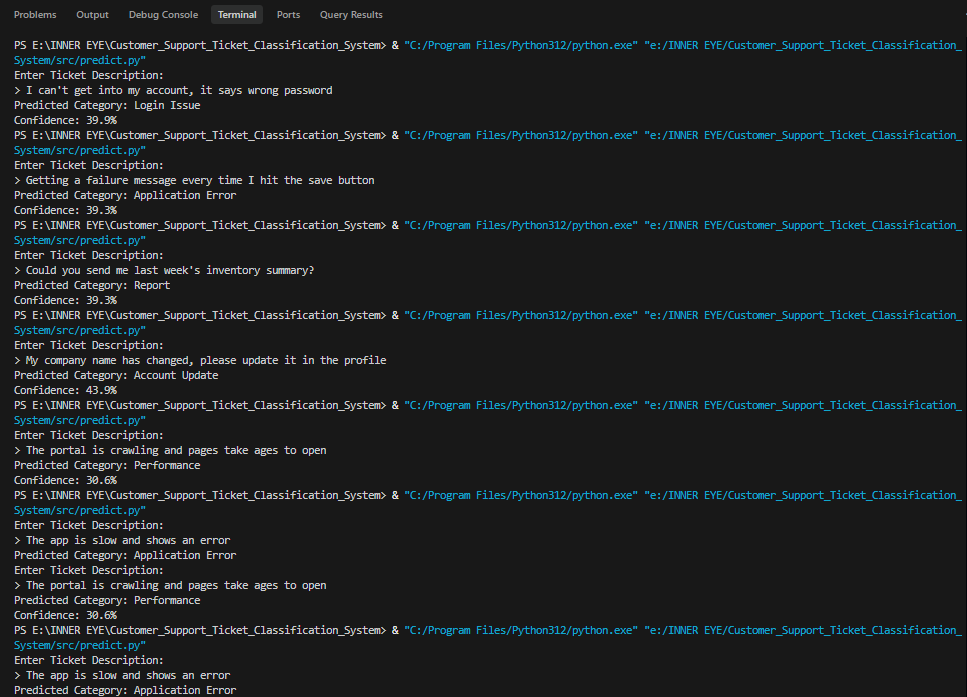 Problems Output Debug Console Terminal Ports Query Results
PS E:\INNER EYE\Customer_Support_Ticket_Classification_System> & "C:/Program Files/Python312/python.exe" "e:/INNER EYE/Customer_Support_Ticket_Classification_
System/src/predict.py"
Enter Ticket Description:
> I can't get into my account, it says wrong password
Predicted Category: Login Issue
Confidence: 39.9%
PS E:\INNER EYE\Customer_Support_Ticket_Classification_System> & "C:/Program Files/Python312/python.exe" "e:/INNER EYE/Customer_Support_Ticket_Classification_
System/src/predict.py"
Enter Ticket Description:
> Getting a failure message every time I hit the save button
Predicted Category: Application Error
Confidence: 39.3%
PS E:\INNER EYE\Customer_Support_Ticket_Classification_System> & "C:/Program Files/Python312/python.exe" "e:/INNER EYE/Customer_Support_Ticket_Classification_
System/src/predict.py"
Enter Ticket Description:
> Could you send me last week's inventory summary?
Predicted Category: Report
Confidence: 39.3%
PS E:\INNER EYE\Customer_Support_Ticket_Classification_System> & "C:/Program Files/Python312/python.exe" "e:/INNER EYE/Customer_Support_Ticket_Classification_
System/src/predict.py"
Enter Ticket Description:
> My company name has changed, please update it in the profile
Predicted Category: Account Update
Confidence: 43.9%
PS E:\INNER EYE\Customer_Support_Ticket_Classification_System> & "C:/Program Files/Python312/python.exe" "e:/INNER EYE/Customer_Support_Ticket_Classification_
System/src/predict.py"
Enter Ticket Description:
> The portal is crawling and pages take ages to open
Predicted Category: Performance
Confidence: 30.6%
PS E:\INNER EYE\Customer_Support_Ticket_Classification_System> & "C:/Program Files/Python312/python.exe" "e:/INNER EYE/Customer_Support_Ticket_Classification_
System/src/predict.py"
Enter Ticket Description:
> The app is slow and shows an error
Predicted Category: Application Error
Enter Ticket Description:
> The portal is crawling and pages take ages to open
Predicted Category: Performance
Confidence: 30.6%
PS E:\INNER EYE\Customer_Support_Ticket_Classification_System> & "C:/Program Files/Python312/python.exe" "e:/INNER EYE/Customer_Support_Ticket_Classification_
System/src/predict.py"
Enter Ticket Description:
> The app is slow and shows an error
Predicted Category: Application Error